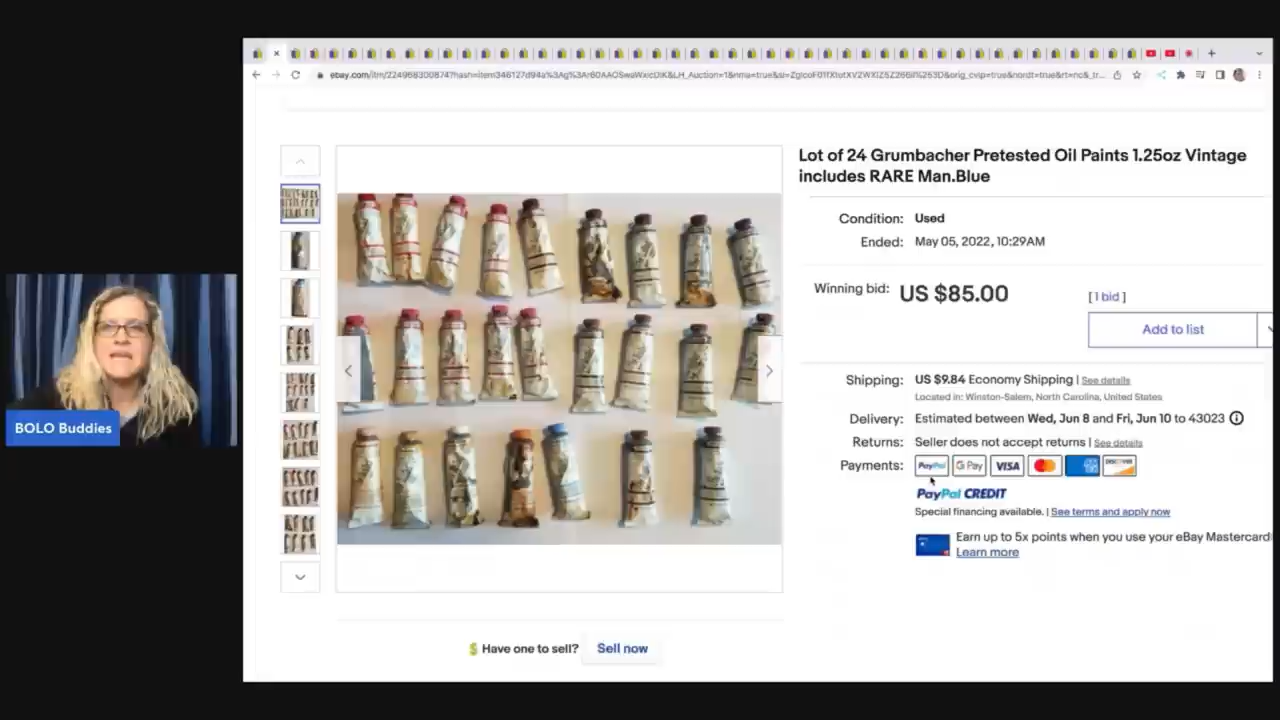 Lot of 24 Grumbacher Pretested Oil Paints 1.25oz Vintage
includes RARE Man.Blue
Condition: Used
Ended: May 05, 2022, 10:29AM
Winning bid: US $85.00 [ 1 bid ]
Add to list
Shipping: US $9.84 Economy Shipping | See details
Located in: Winston-Salem, North Carolina, United States
Delivery: Estimated between Wed, Jun 8 and Fri, Jun 10 to 43023
Returns: Seller does not accept returns | See details
Payments: PayPal G Pay VISA DISCOVER
PayPal CREDIT
Special financing available. | See terms and apply now
Earn up to 5x points when you use your eBay Mastercard
Learn more
BOLO Buddies
Have one to sell? Sell now